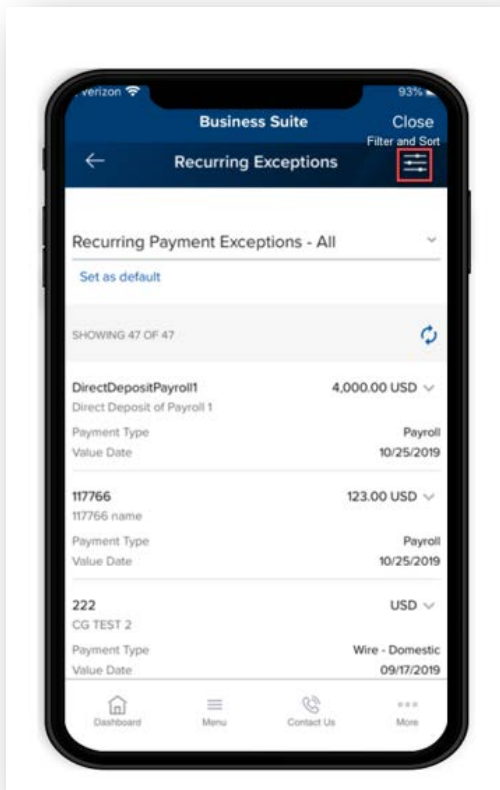 verizon 93%
Business Suite Close
Filter and Sort
Recurring Exceptions
Recurring Payment Exceptions - All
Set as default
SHOWING 47 OF 47
DirectDepositPayroll1 4,000.00 USD
Direct Deposit of Payroll 1
Payment Type Payroll
Value Date 10/25/2019
117766 123.00 USD
117766 name
Payment Type Payroll
Value Date 10/25/2019
222 USD
CG TEST 2
Payment Type Wire - Domestic
Value Date 09/17/2019
Dashboard Menu Contact Us More